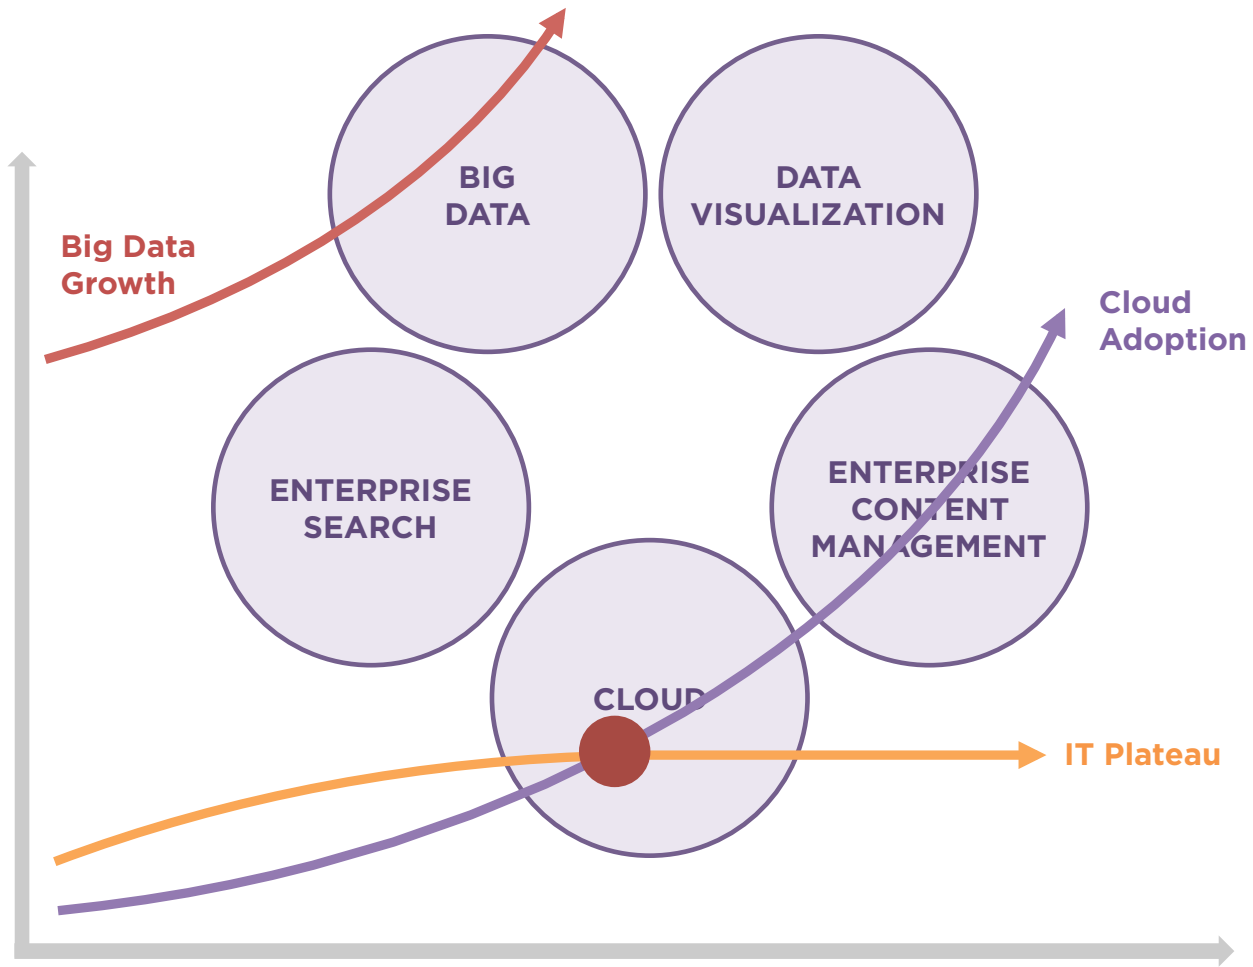 BIG
DATA
DATA
VISUALIZATION
Big Data
Growth
Cloud
Adoption
ENTERPRISE
SEARCH
ENTERPRISE
CONTENT
MANAGEMENT
CLOUD
IT Plateau